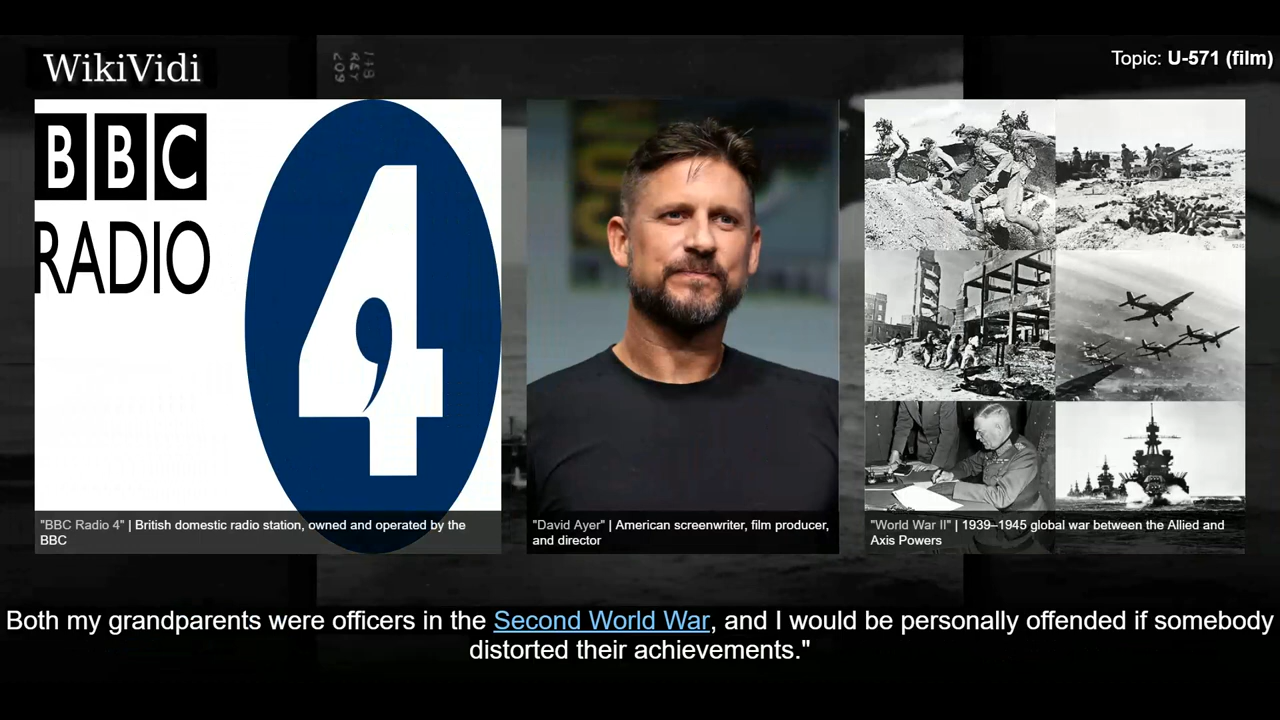 WikiVidi
Topic: U-571 (film)
BBC
RADIO
4
"BBC Radio 4" | British domestic radio station, owned and operated by the
BBC
"David Ayer" | American screenwriter, film producer,
and director
"World War II" | 1939–1945 global war between the Allied and
Axis Powers
Both my grandparents were officers in the Second World War, and I would be personally offended if somebody
distorted their achievements."